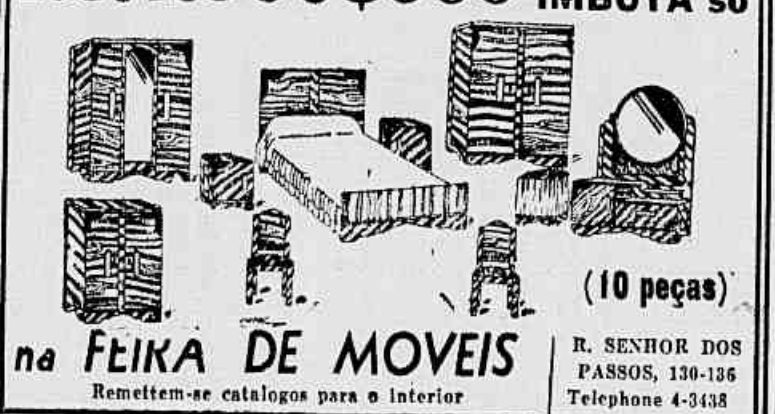 IMBUYA só
(10 peças)
na FEIRA DE MOVEIS
Remettem-se catalogos para o interior
R. SENHOR DOS
PASSOS, 130-136
Telephone 4-3438